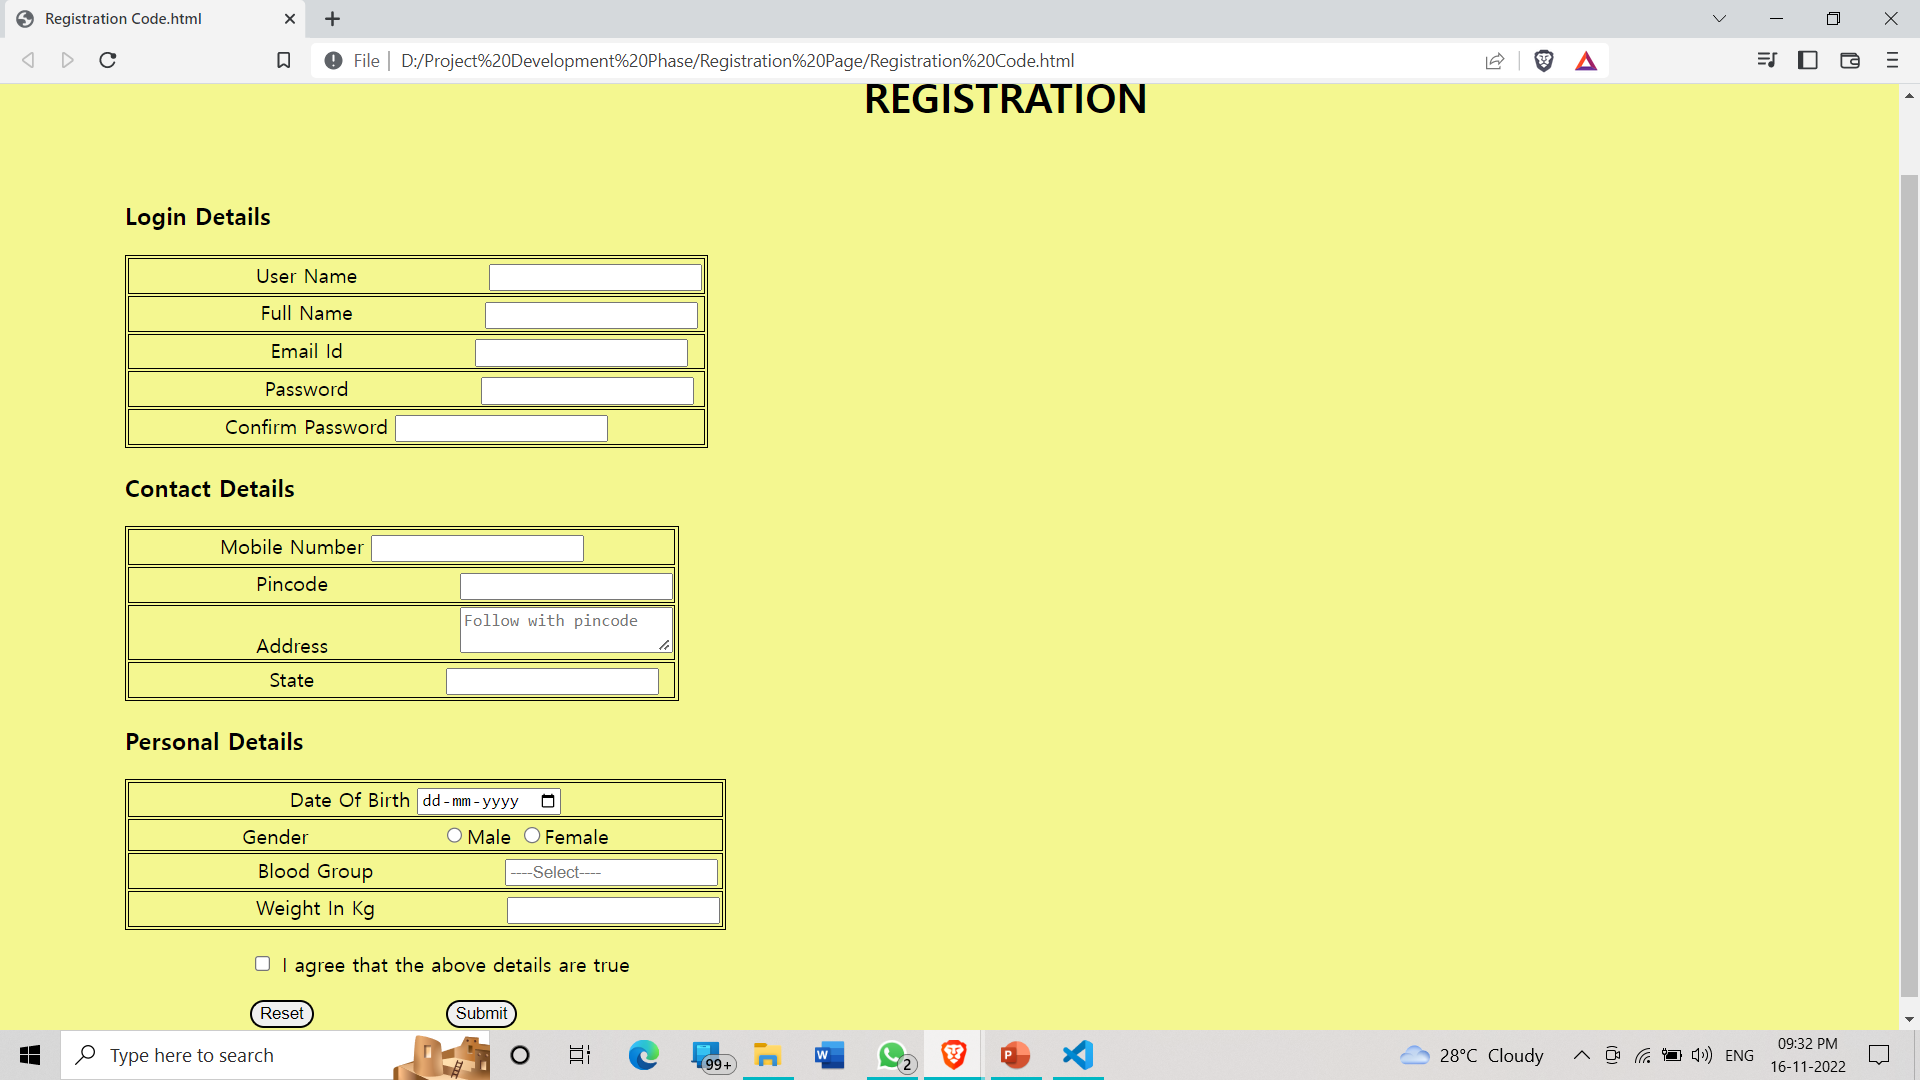 Registration Code.html
File | D:/Project%20Development%20Phase/Registration%20Page/Registration%20Code.html
REGISTRATION
Login Details
User Name
Full Name
Email Id
Password
Confirm Password
Contact Details
Mobile Number
Pincode
Follow with pincode
Address
State
Personal Details
Date Of Birth dd-mm-yyyy
Gender Male Female
Blood Group ----Select----
Weight In Kg
I agree that the above details are true
Reset Submit
Type here to search 99+ W 2 P 28°C Cloudy ENG 09:32 PM
16-11-2022